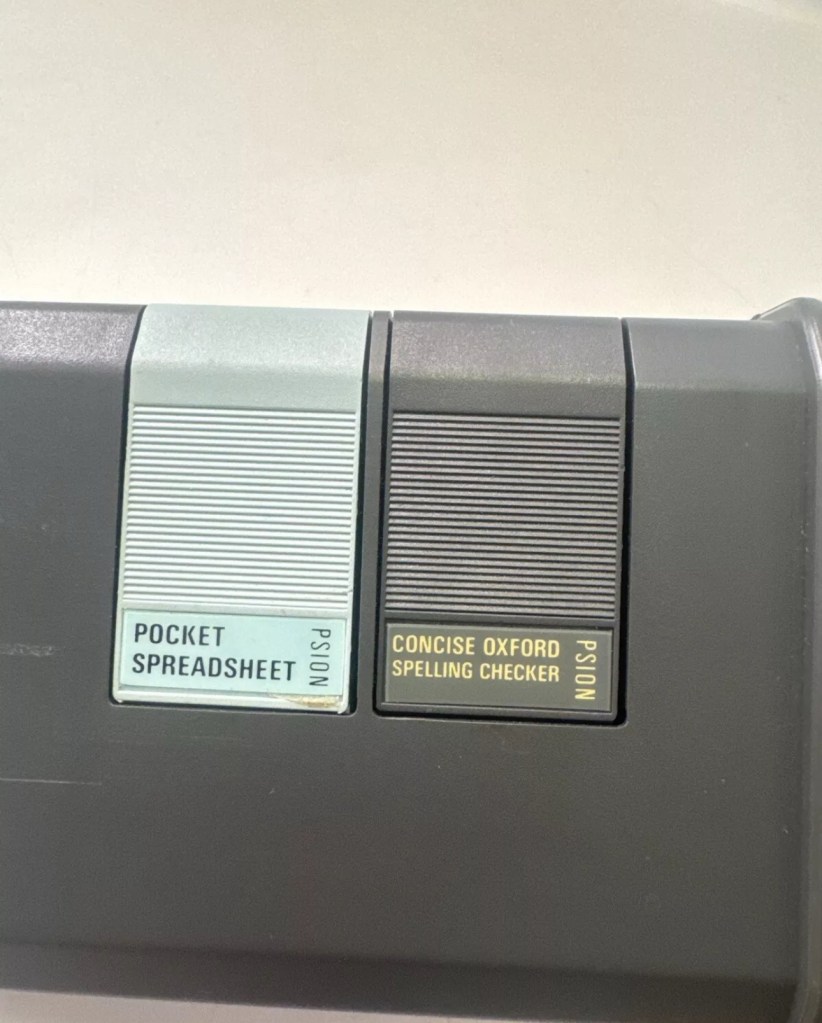 POCKET
SPREADSHEET
PSION
CONCISE OXFORD
SPELLING CHECKER
PSION